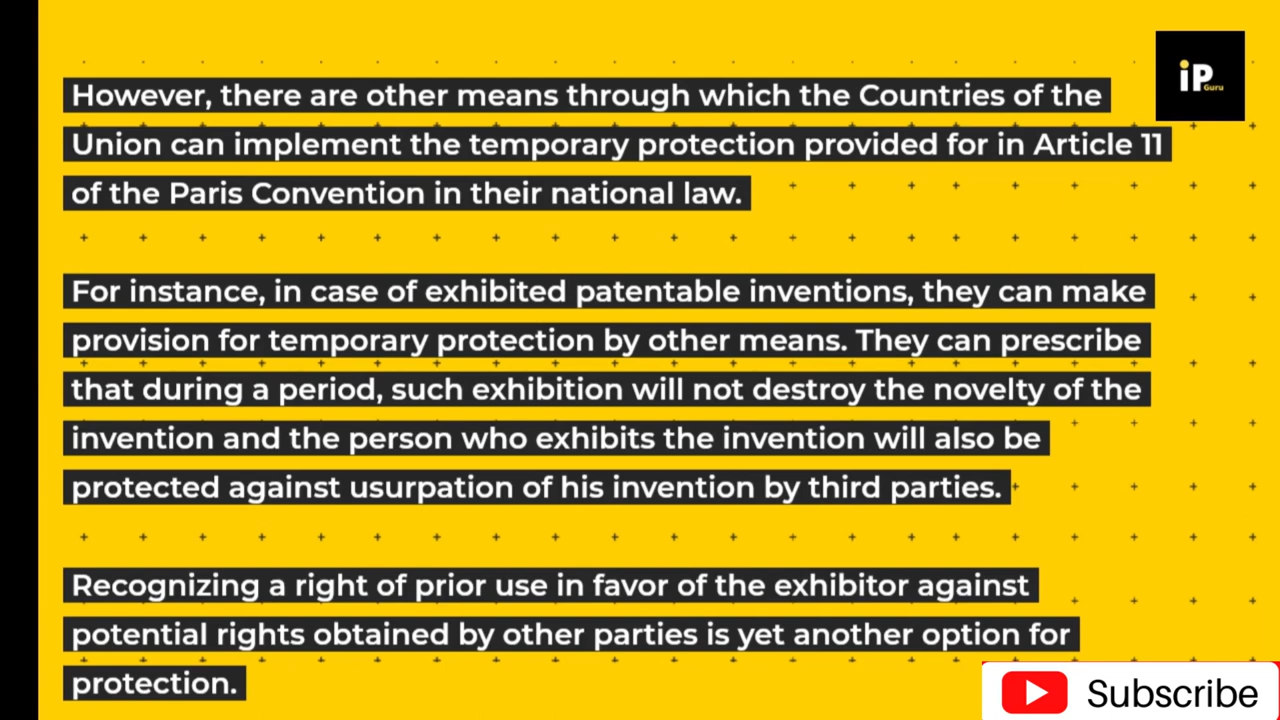 iP Guru
However, there are other means through which the Countries of the
Union can implement the temporary protection provided for in Article 11
of the Paris Convention in their national law.
For instance, in case of exhibited patentable inventions, they can make
provision for temporary protection by other means. They can prescribe
that during a period, such exhibition will not destroy the novelty of the
invention and the person who exhibits the invention will also be
protected against usurpation of his invention by third parties.
Recognizing a right of prior use in favor of the exhibitor against
potential rights obtained by other parties is yet another option for
protection.
Subscribe